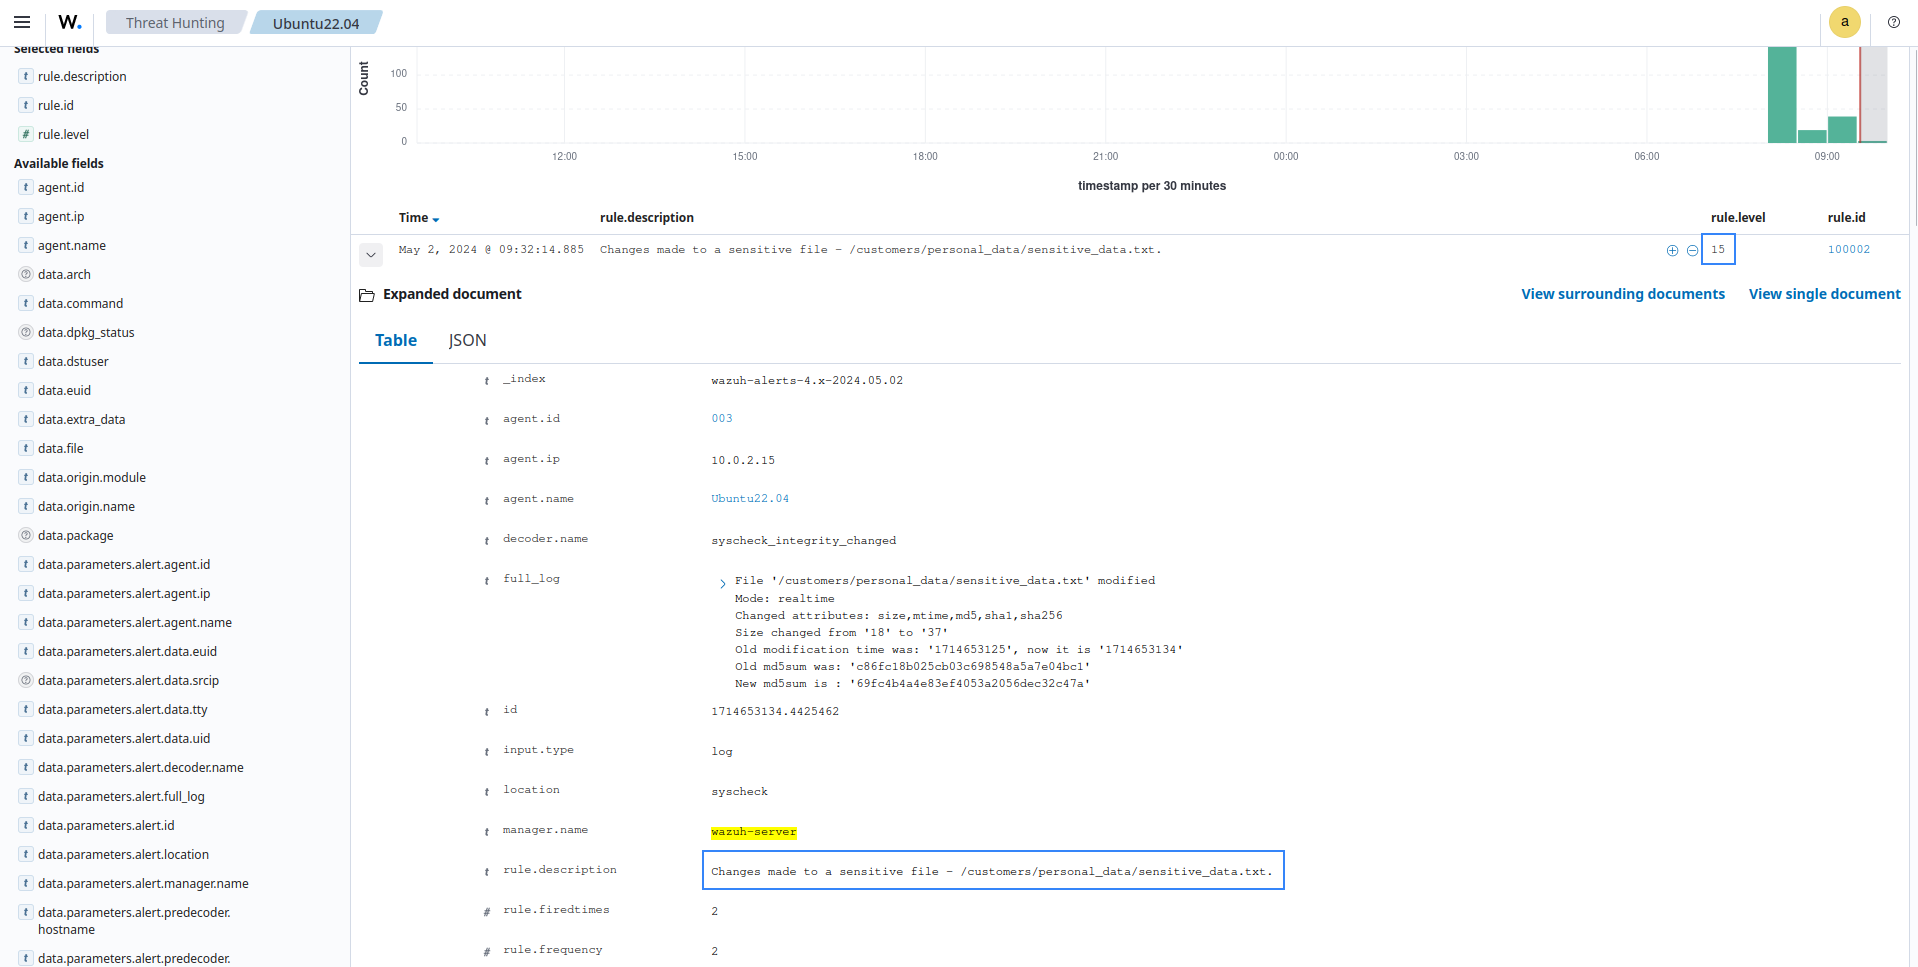 W.
Threat Hunting
Ubuntu22.04
a
Selected fields
t rule.description
t rule.id
# rule.level
Available fields
t agent.id
t agent.ip
t agent.name
data.arch
t data.command
data.dpkg_status
t data.dstuser
t data.euid
t data.extra_data
t data.file
t data.origin.module
t data.origin.name
data.package
t data.parameters.alert.agent.id
t data.parameters.alert.agent.ip
t data.parameters.alert.agent.name
t data.parameters.alert.data.euid
data.parameters.alert.data.srcip
t data.parameters.alert.data.tty
t data.parameters.alert.data.uid
t data.parameters.alert.decoder.name
t data.parameters.alert.full_log
t data.parameters.alert.id
t data.parameters.alert.location
t data.parameters.alert.manager.name
t data.parameters.alert.predecoder.
hostname
t data.parameters.alert.predecoder.
Count
100
50
0
12:00 15:00 18:00 21:00 00:00 03:00 06:00 09:00
timestamp per 30 minutes
Time rule.description rule.level rule.id
May 2, 2024 @ 09:32:14.885 Changes made to a sensitive file - /customers/personal_data/sensitive_data.txt. 15 100002
Expanded document View surrounding documents View single document
Table JSON
t _index wazuh-alerts-4.x-2024.05.02
t agent.id 003
t agent.ip 10.0.2.15
t agent.name Ubuntu22.04
t decoder.name syscheck_integrity_changed
t full_log File '/customers/personal_data/sensitive_data.txt' modified
Mode: realtime
Changed attributes: size,mtime,md5,sha1,sha256
Size changed from '18' to '37'
Old modification time was: '1714653125', now it is '1714653134'
Old md5sum was: 'c86fc18b025cb03c698548a5a7e04bc1'
New md5sum is : '69fc4b4a4e83ef4053a2056dec32c47a'
t id 1714653134.4425462
t input.type log
t location syscheck
t manager.name wazuh-server
t rule.description Changes made to a sensitive file - /customers/personal_data/sensitive_data.txt.
# rule.firedtimes 2
# rule.frequency 2